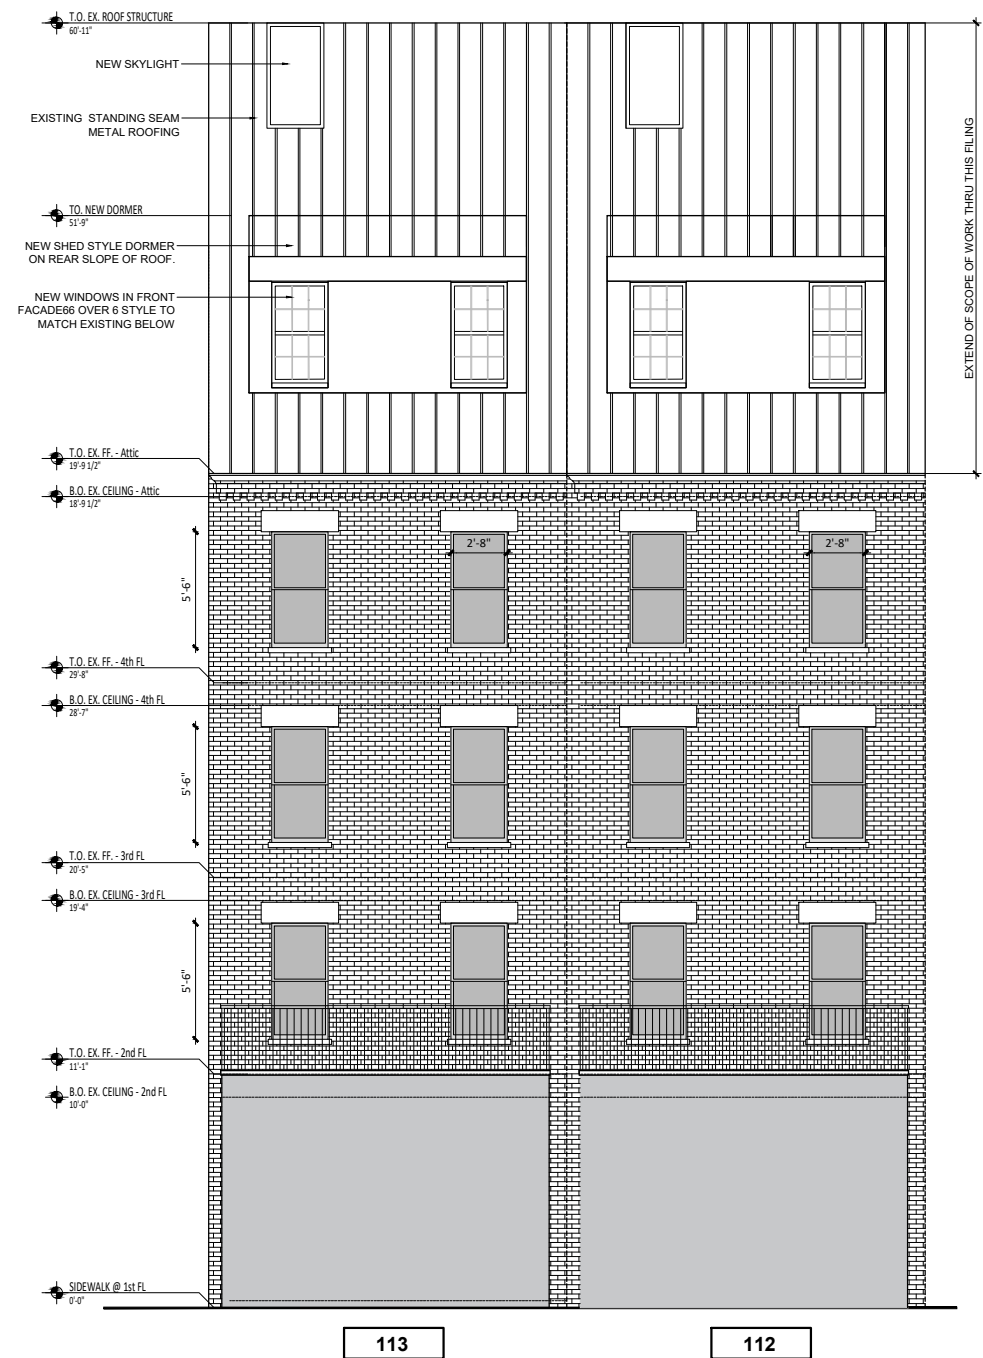 T.O. EX. ROOF STRUCTURE
60'-11"
NEW SKYLIGHT
EXISTING STANDING SEAM
METAL ROOFING
TO. NEW DORMER
51'-9"
NEW SHED STYLE DORMER
ON REAR SLOPE OF ROOF.
NEW WINDOWS IN FRONT
FACADE66 OVER 6 STYLE TO
MATCH EXISTING BELOW
EXTEND OF SCOPE OF WORK THRU THIS FILING
T.O. EX. FF. - Attic
19'-9 1/2"
B.O. EX. CEILING - Attic
18'-9 1/2"
2'-8"
2'-8"
5'-6"
T.O. EX. FF. - 4th FL
29'-8"
B.O. EX. CEILING - 4th FL
28'-7"
5'-6"
T.O. EX. FF. - 3rd FL
20'-5"
B.O. EX. CEILING - 3rd FL
19'-4"
5'-6"
T.O. EX. FF - 2nd FL
11'-1"
B.O. EX. CEILING - 2nd FL
10'-0"
SIDEWALK @ 1st FL
0'-0"
113
112